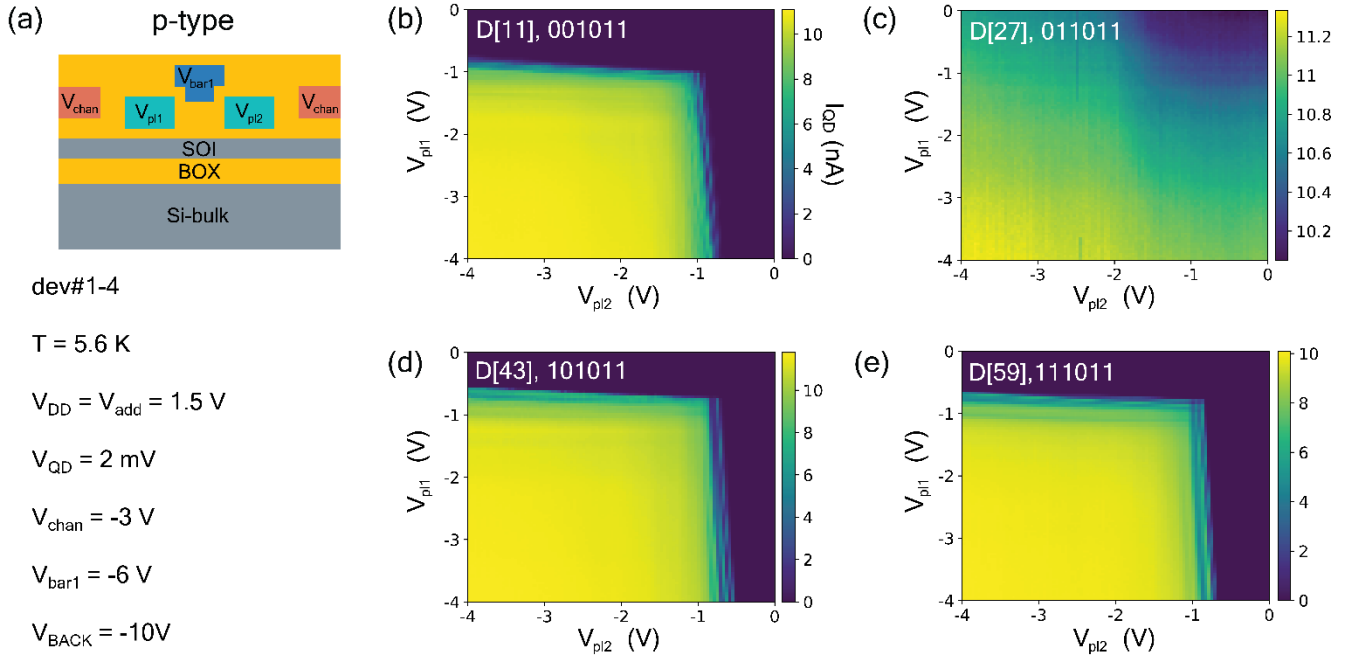 (a)
p-type
V_bar1
V_chan
V_chan
V_pl1
V_pl2
SOI
BOX
Si-bulk
dev#1-4
T = 5.6 K
V_DD = V_add = 1.5 V
V_QD = 2 mV
V_chan = -3 V
V_bar1 = -6 V
V_BACK = -10V
(b)
D[11], 001011
0
-1
-2
-3
-4
V_pl1 (V)
-4
-3
-2
-1
0
V_pl2 (V)
10
8
6
4
2
0
I_QD (nA)
(c)
D[27], 011011
0
-1
-2
-3
-4
V_pl1 (V)
-4
-3
-2
-1
0
V_pl2 (V)
11.2
11.0
10.8
10.6
10.4
10.2
(d)
D[43], 101011
0
-1
-2
-3
-4
V_pl1 (V)
-4
-3
-2
-1
0
V_pl2 (V)
10
8
6
4
2
0
(e)
D[59],111011
0
-1
-2
-3
-4
V_pl1 (V)
-4
-3
-2
-1
0
V_pl2 (V)
10
8
6
4
2
0